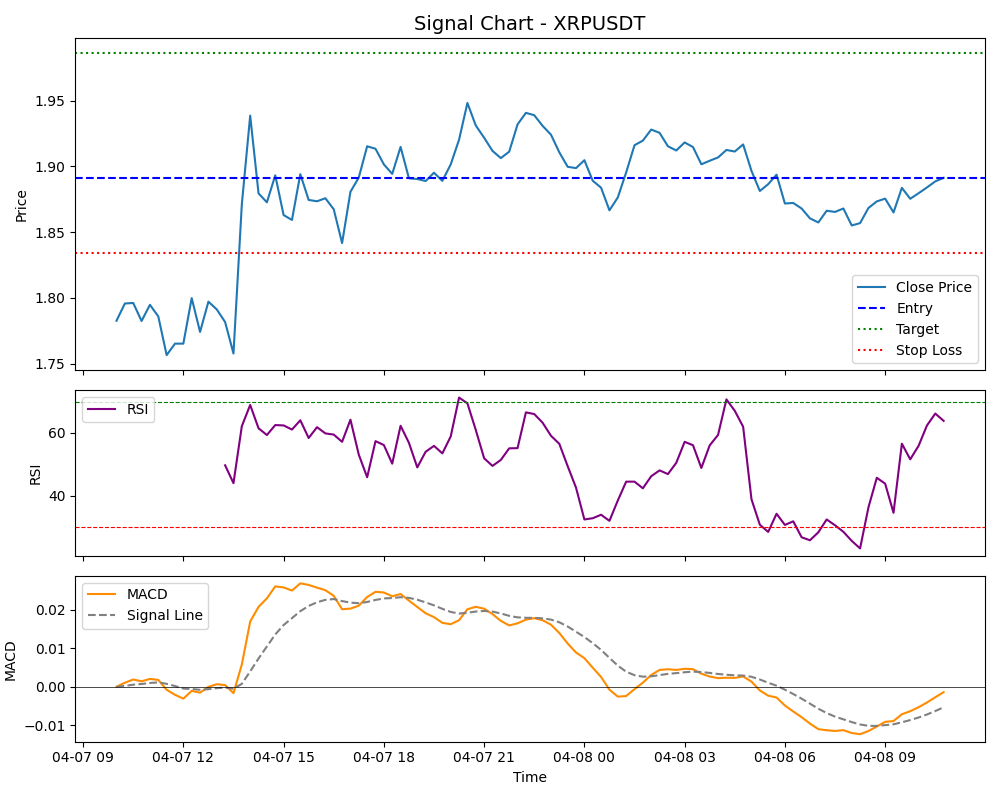 Signal Chart - XRPUSDT
Price
1.95
1.90
1.85
1.80
1.75
Close Price
Entry
Target
Stop Loss
RSI
60
40
RSI
MACD
0.02
0.01
0.00
−0.01
MACD
Signal Line
04-07 09
04-07 12
04-07 15
04-07 18
04-07 21
04-08 00
04-08 03
04-08 06
04-08 09
Time